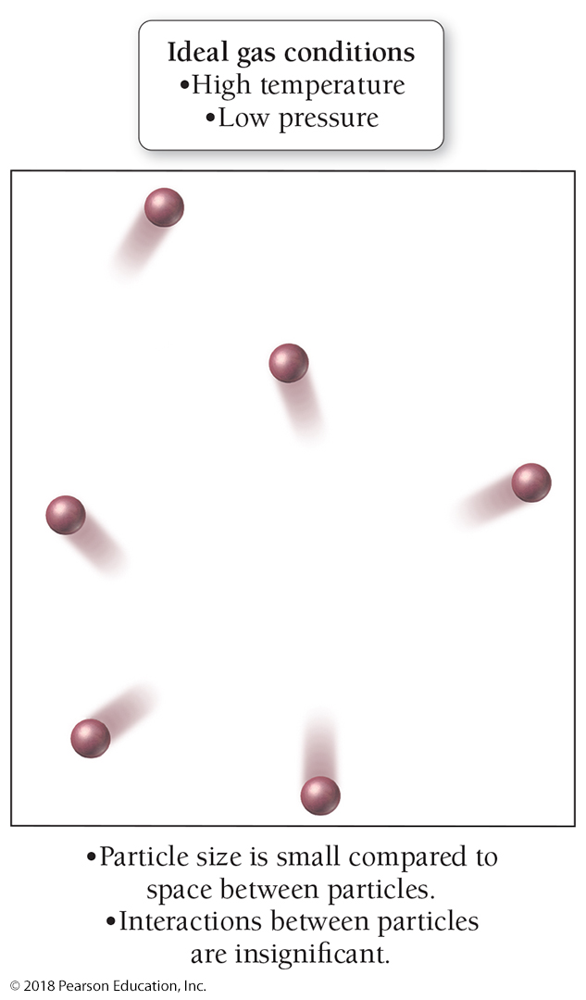 Ideal gas conditions
•High temperature
•Low pressure
•Particle size is small compared to
space between particles.
•Interactions between particles
are insignificant.
© 2018 Pearson Education, Inc.